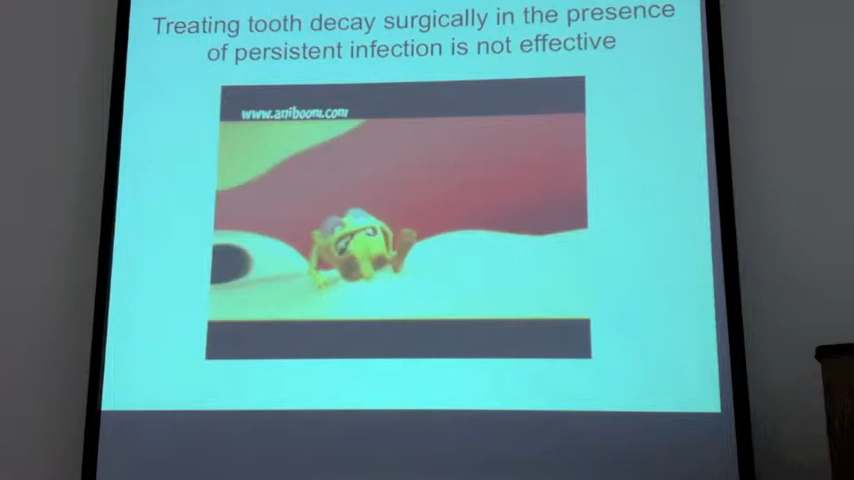 Treating tooth decay surgically in the presence
of persistent infection is not effective
www.aniboom.com